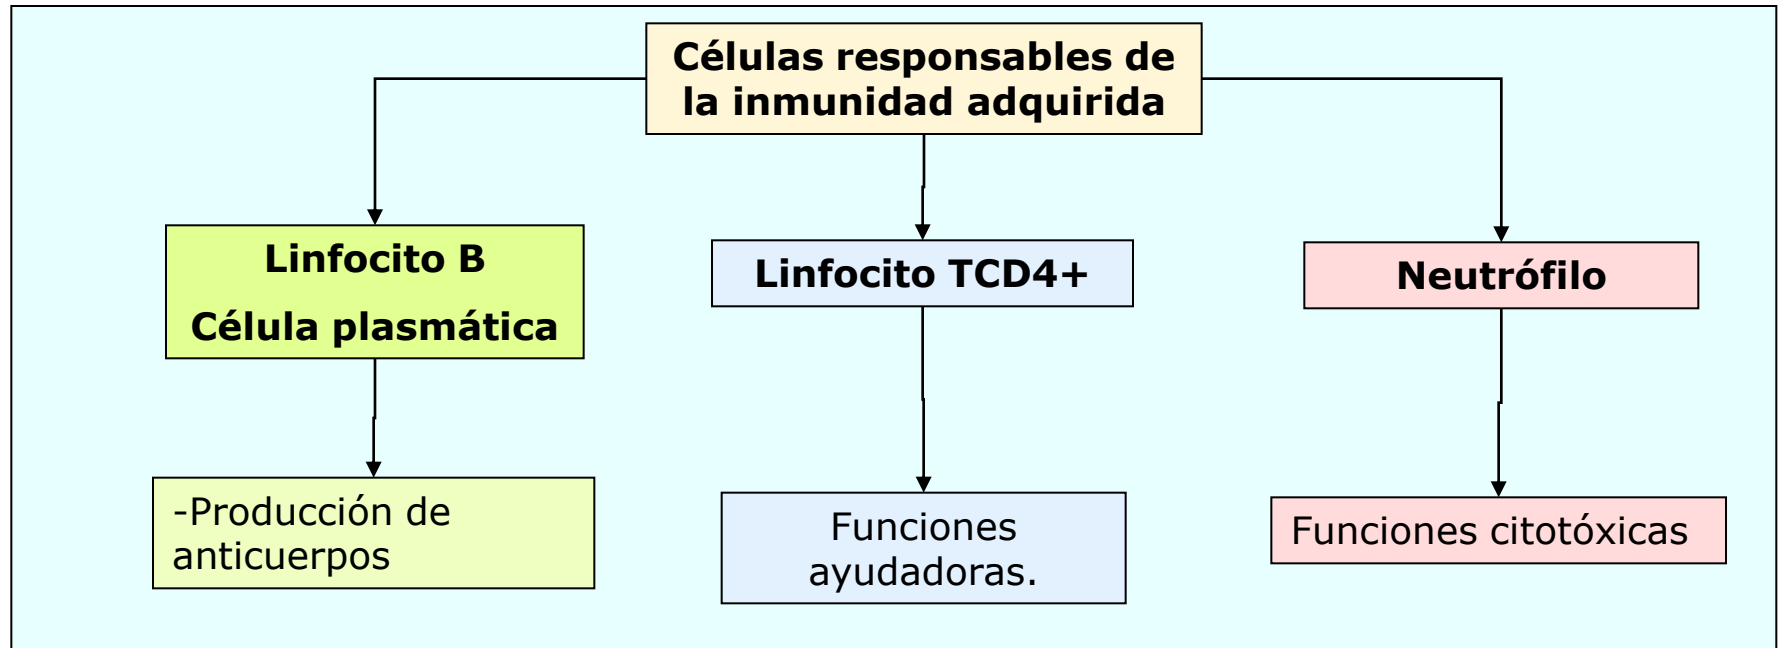 Células responsables de
la inmunidad adquirida
Linfocito B
Célula plasmática
Linfocito TCD4+
Neutrófilo
-Producción de
anticuerpos
Funciones
ayudadoras.
Funciones citotóxicas